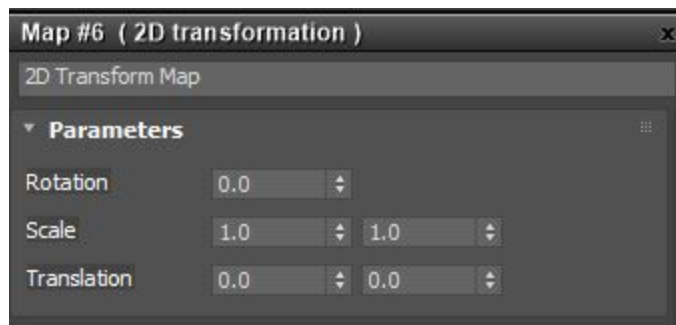 Map #6 ( 2D transformation )
2D Transform Map
Parameters
Rotation 0.0
Scale 1.0 1.0
Translation 0.0 0.0